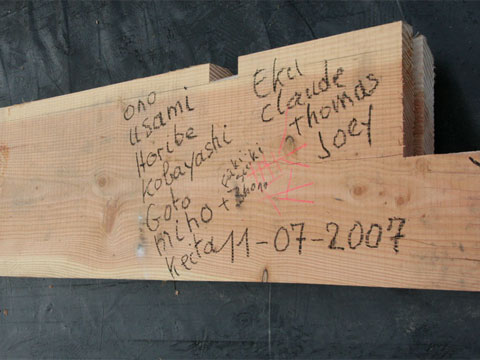 ono
usami
Horibe
Kobayashi
Goto
miho +
Keita 11-07-2007
Eku
Claude
thomas
Joey